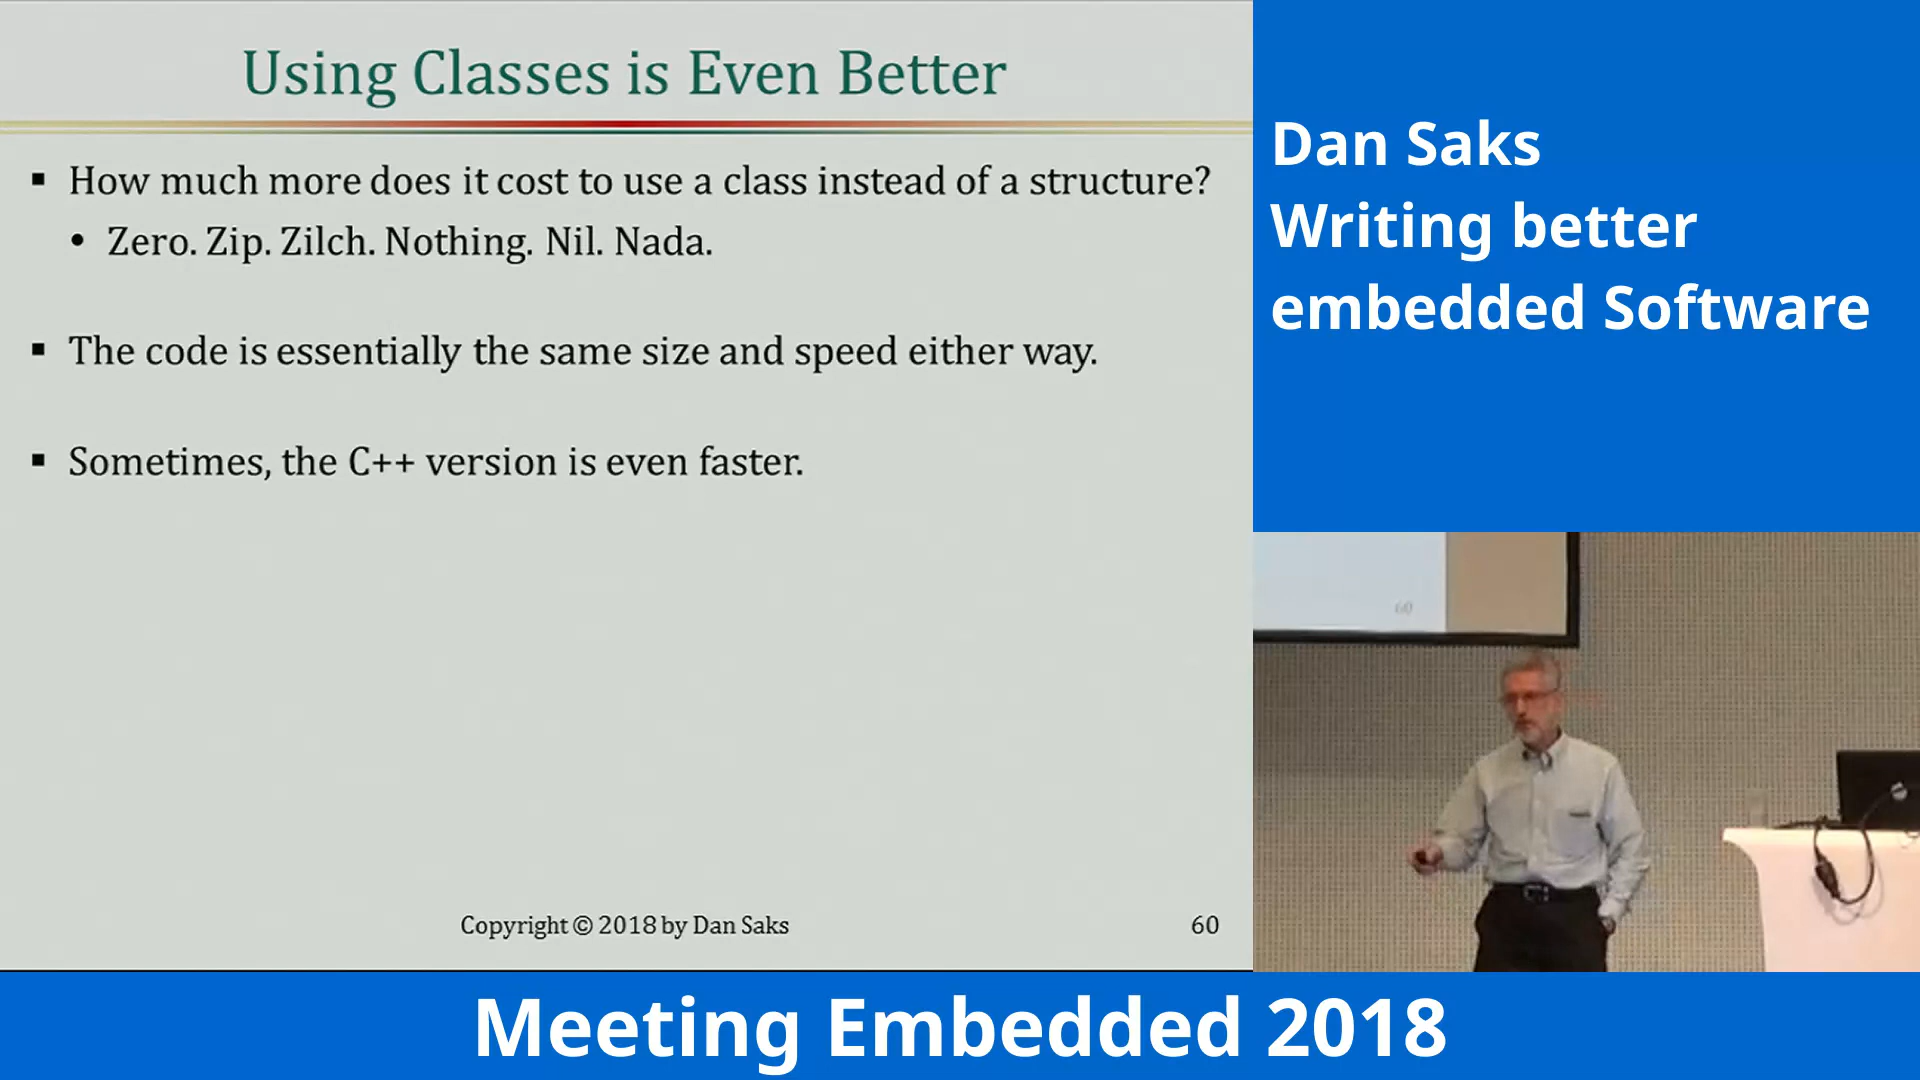 Using Classes is Even Better
▪ How much more does it cost to use a class instead of a structure?
• Zero. Zip. Zilch. Nothing. Nil. Nada.
▪ The code is essentially the same size and speed either way.
▪ Sometimes, the C++ version is even faster.
Copyright © 2018 by Dan Saks
60
Dan Saks
Writing better
embedded Software
60
Meeting Embedded 2018